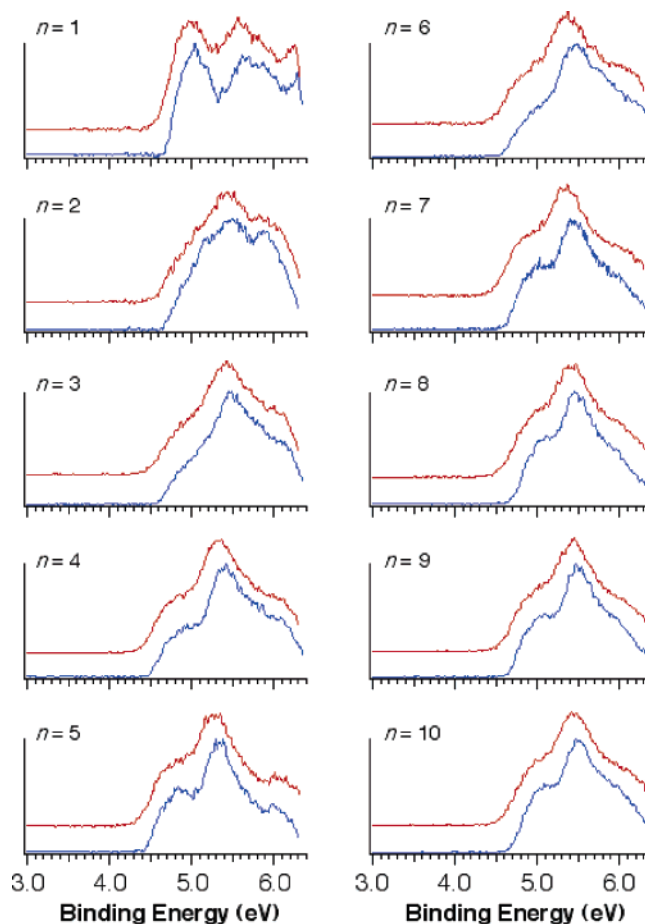 n = 1
n = 2
n = 3
n = 4
n = 5
3.0 4.0 5.0 6.0
Binding Energy (eV)
n = 6
n = 7
n = 8
n = 9
n = 10
3.0 4.0 5.0 6.0
Binding Energy (eV)